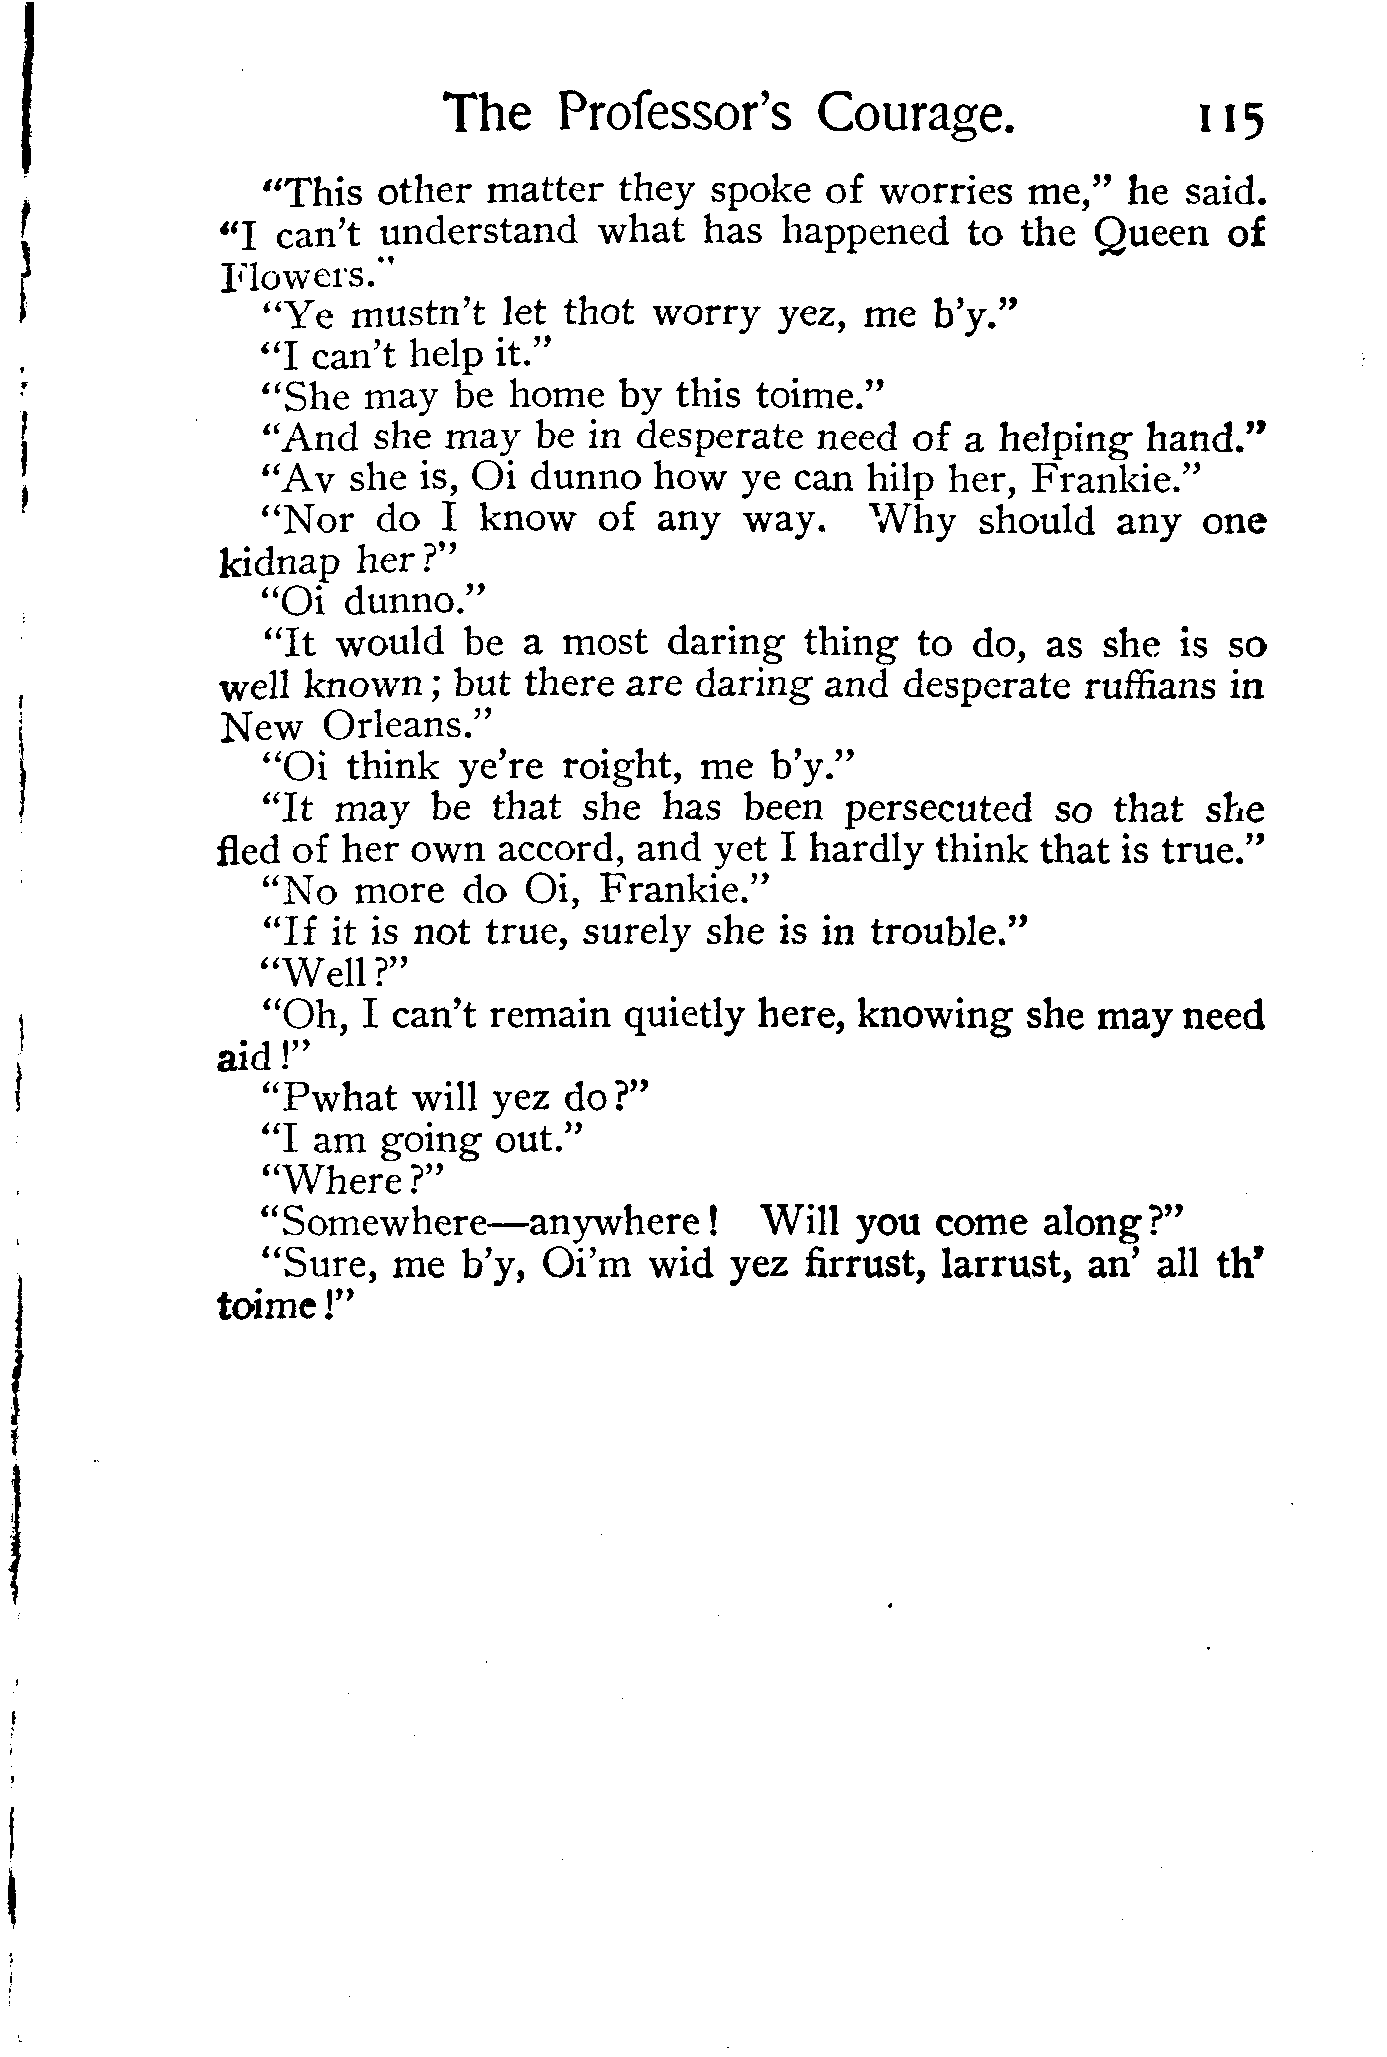 The Professor's Courage. 115
"This other matter they spoke of worries me," he said.
"I can't understand what has happened to the Queen of
Flowers."
"Ye mustn't let thot worry yez, me b'y."
"I can't help it."
"She may be home by this toime."
"And she may be in desperate need of a helping hand."
"Av she is, Oi dunno how ye can hilp her, Frankie."
"Nor do I know of any way. Why should any one
kidnap her?"
"Oi dunno."
"It would be a most daring thing to do, as she is so
well known; but there are daring and desperate ruffians in
New Orleans."
"Oi think ye're roight, me b'y."
"It may be that she has been persecuted so that she
fled of her own accord, and yet I hardly think that is true."
"No more do Oi, Frankie."
"If it is not true, surely she is in trouble."
"Well?"
"Oh, I can't remain quietly here, knowing she may need
aid!"
"Pwhat will yez do?"
"I am going out."
"Where?"
"Somewhere—anywhere! Will you come along?"
"Sure, me b'y, Oi'm wid yez firrust, larrust, an' all th'
toime!"